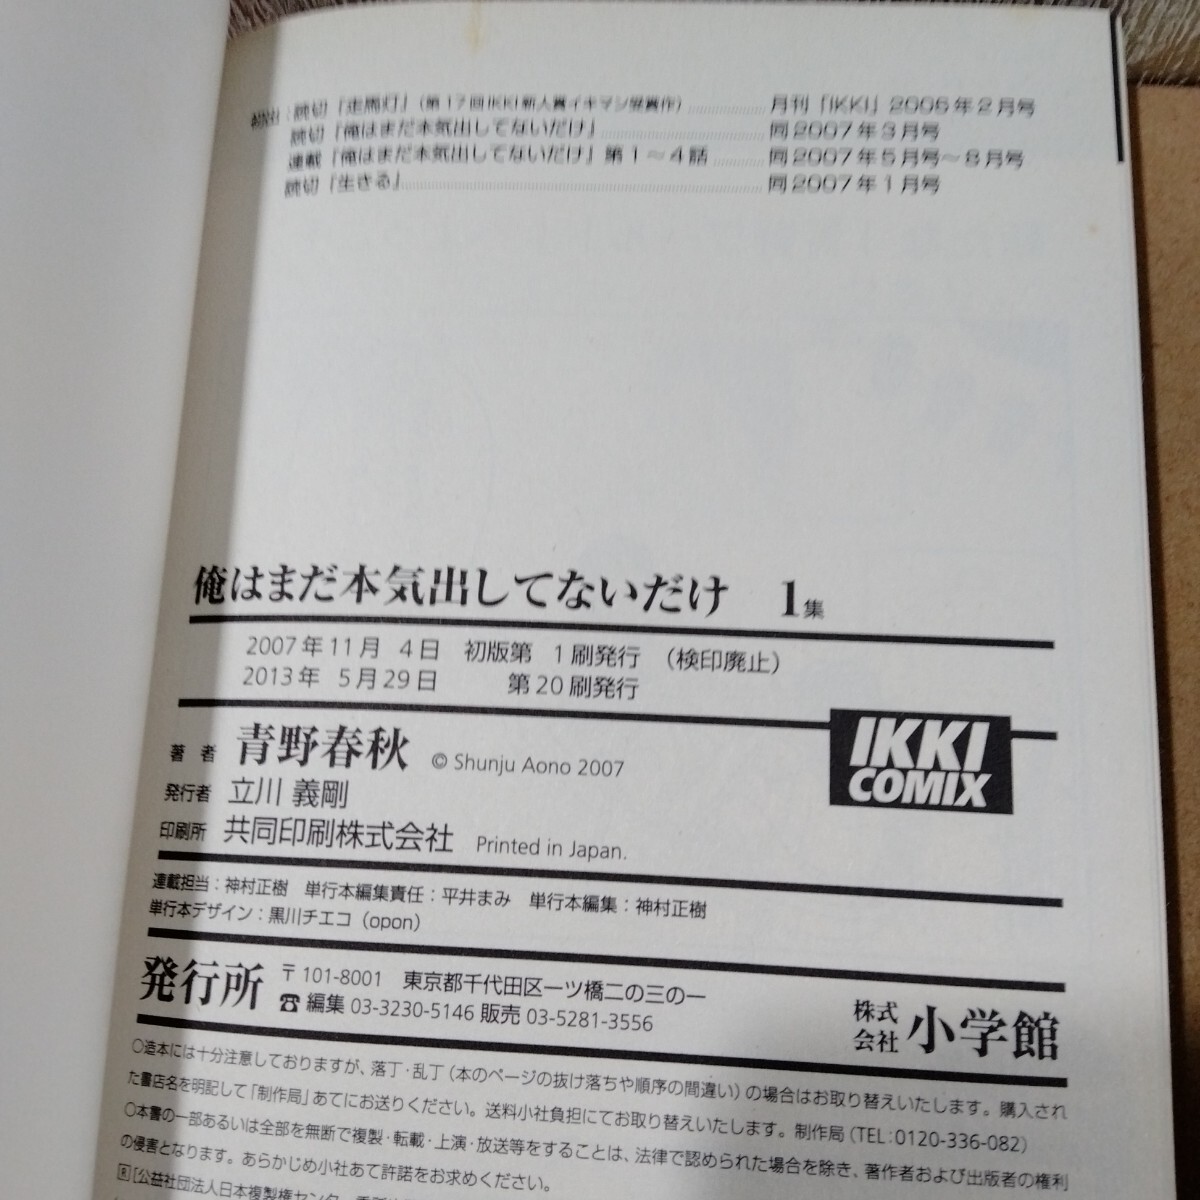 初出：読切「走馬灯」（第17回IKKI新人賞イキマン受賞作）……… 月刊「IKKI」2006年2月号
読切「俺はまだ本気出してないだけ」……… 同2007年3月号
連載「俺はまだ本気出してないだけ」第1～4話……… 同2007年5月号～8月号
読切「生きる」……… 同2007年1月号
俺はまだ本気出してないだけ 1集
2007年11月 4日 初版第 1刷発行 （検印廃止）
2013年 5月29日 第20刷発行
IKKI
COMIX
著 者 青野春秋 © Shunju Aono 2007
発行者 立川 義剛
印刷所 共同印刷株式会社 Printed in Japan.
連載担当：神村正樹 単行本編集責任：平井まみ 単行本編集：神村正樹
単行本デザイン：黒川チエコ（opon）
発行所 〒101-8001 東京都千代田区一ツ橋二の三の一
☎編集 03-3230-5146 販売 03-5281-3556
株式会社 小学館
○造本には十分注意しておりますが、落丁・乱丁（本のページの抜け落ちや順序の間違い）の場合はお取り替えいたします。購入され
た書店名を明記して「制作局」あてにお送りください。送料小社負担にてお取り替えいたします。制作局（TEL:0120-336-082）
○本書の一部あるいは全部を無断で複製・転載・上演・放送等をすることは、法律で認められた場合を除き、著作者および出版者の権利
の侵害となります。あらかじめ小社あて許諾をお求めください。
Ⓡ[公益社団法人日本複製権センター